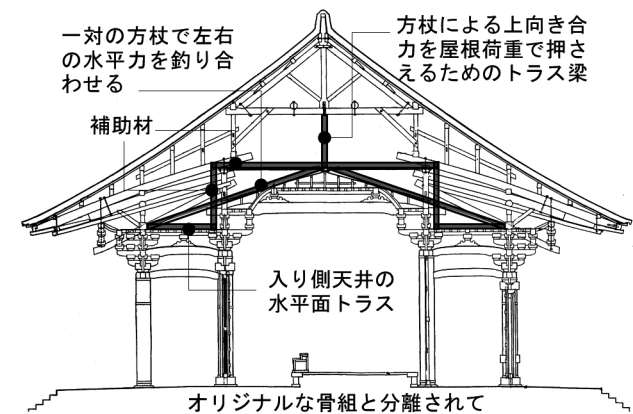 一対の方杖で左右
の水平力を釣り合
わせる
方杖による上向き合
力を屋根荷重で押さ
えるためのトラス梁
補助材
入り側天井の
水平面トラス
オリジナルな骨組と分離されて